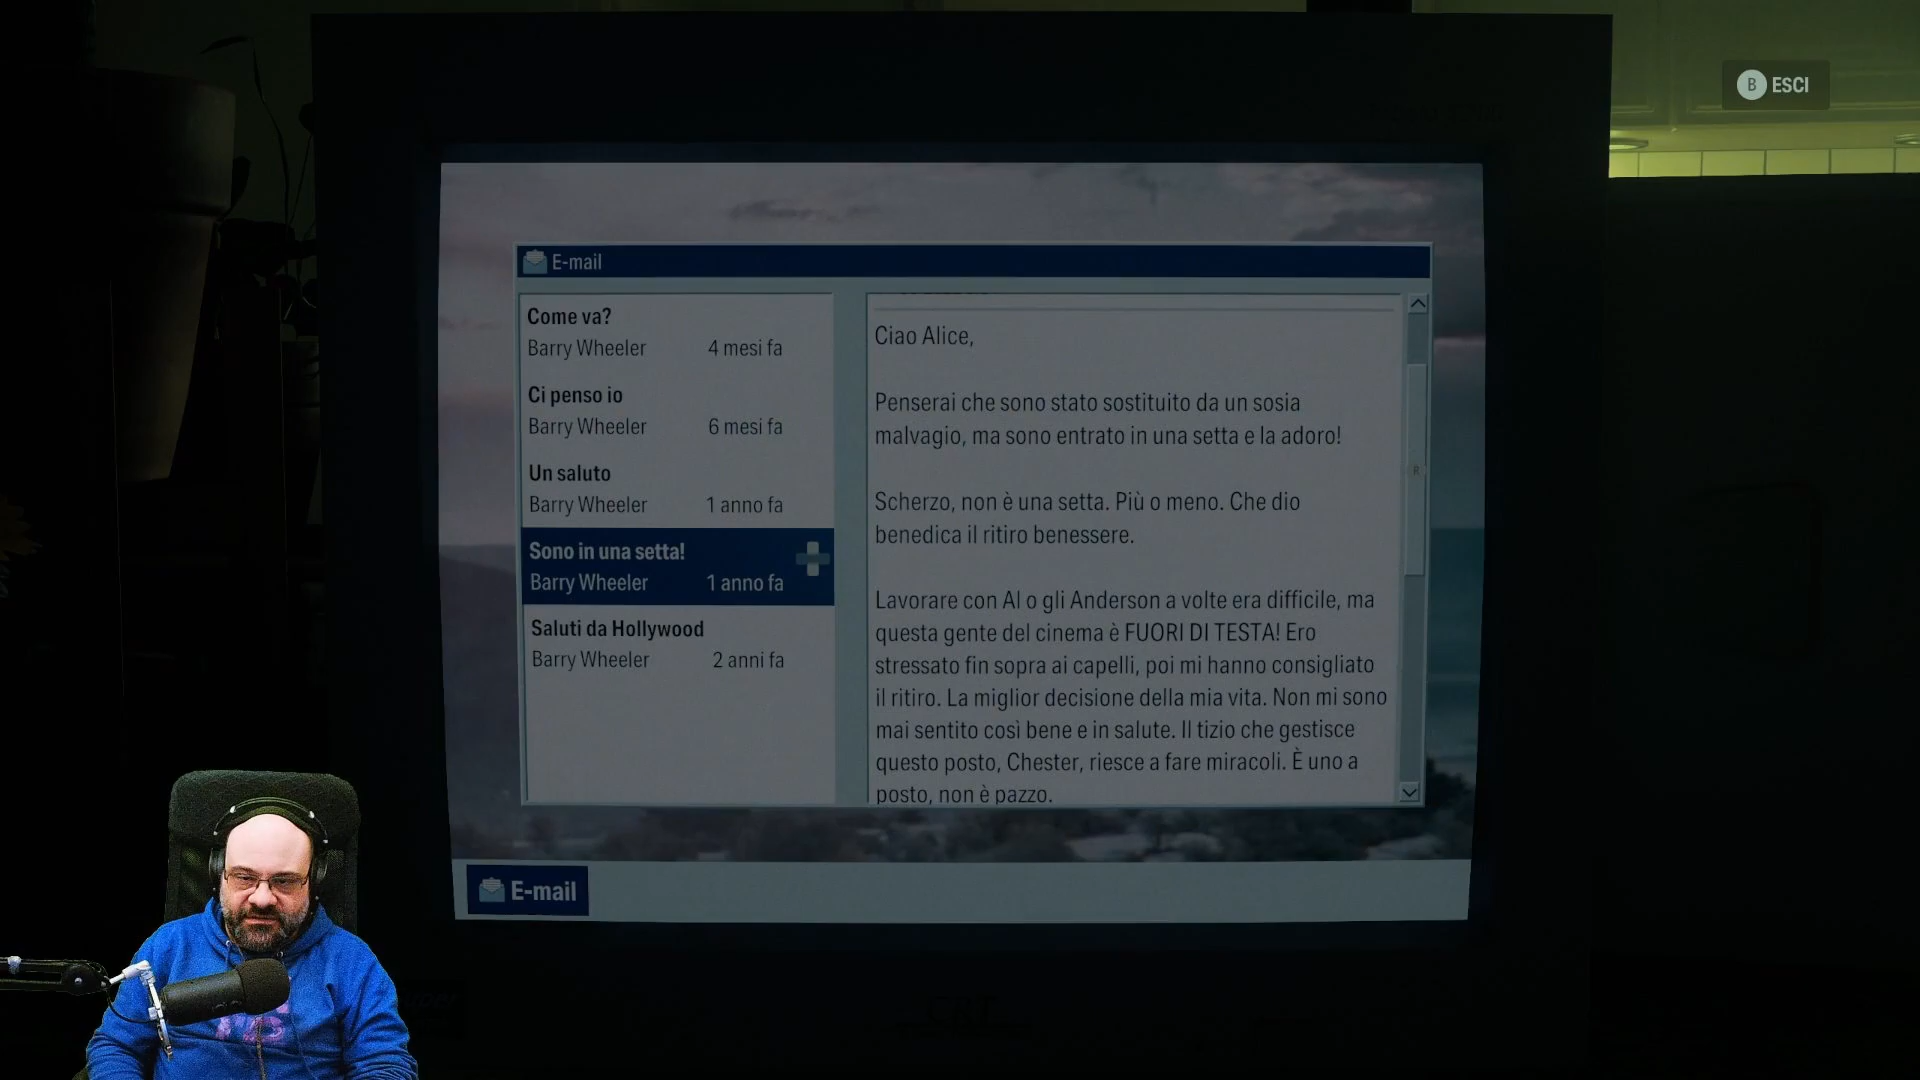 B ESCI
E-mail
Come va?
Barry Wheeler 4 mesi fa
Ci penso io
Barry Wheeler 6 mesi fa
Un saluto
Barry Wheeler 1 anno fa
Sono in una setta!
Barry Wheeler 1 anno fa
Saluti da Hollywood
Barry Wheeler 2 anni fa
Ciao Alice,
Penserai che sono stato sostituito da un sosia
malvagio, ma sono entrato in una setta e la adoro!
Scherzo, non è una setta. Più o meno. Che dio
benedica il ritiro benessere.
Lavorare con Al o gli Anderson a volte era difficile, ma
questa gente del cinema è FUORI DI TESTA! Ero
stressato fin sopra ai capelli, poi mi hanno consigliato
il ritiro. La miglior decisione della mia vita. Non mi sono
mai sentito così bene e in salute. Il tizio che gestisce
questo posto, Chester, riesce a fare miracoli. È uno a
posto, non è pazzo.
R
E-mail